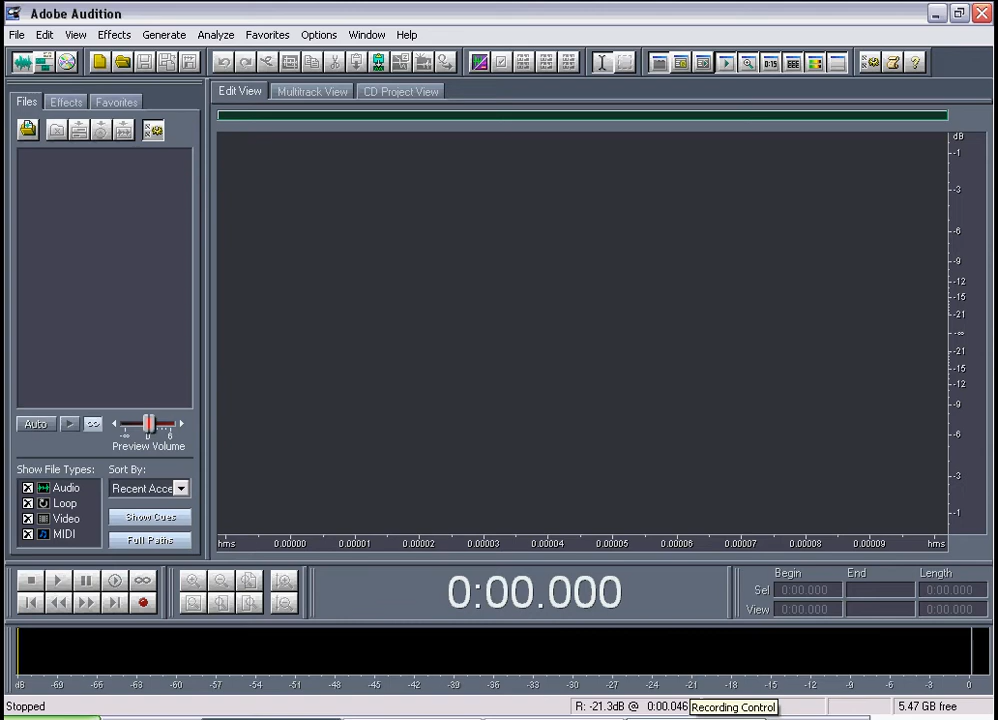 Adobe Audition
File Edit View Effects Generate Analyze Favorites Options Window Help
0:15
Files Effects Favorites
Edit View Multitrack View CD Project View
dB
-1
-3
-6
-9
-12
-15
-21
-∞
-21
-15
-12
-9
-6
-3
-1
Auto
-∞ 0 6
Preview Volume
Show File Types: Sort By:
Audio
Loop
Video
MIDI
Recent Acce
Show Cues
Full Paths
hms 0.00000 0.00001 0.00002 0.00003 0.00004 0.00005 0.00006 0.00007 0.00008 0.00009 hms
0:00.000
Begin End Length
Sel 0:00.000 0:00.000
View 0:00.000 0:00.000
dB -69 -66 -63 -60 -57 -54 -51 -48 -45 -42 -39 -36 -33 -30 -27 -24 -21 -18 -15 -12 -9 -6 -3 0
Stopped R: -21.3dB @ 0:00.046 Recording Control 5.47 GB free